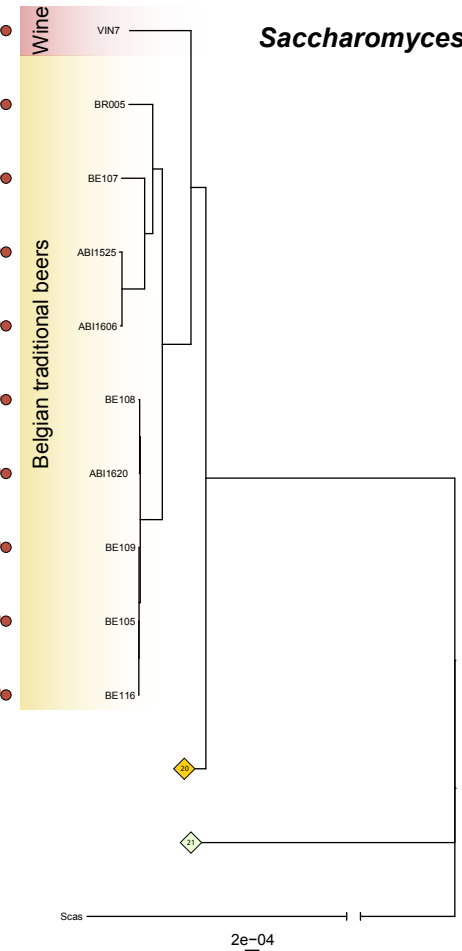 Wine
VIN7
Saccharomyces
BR005
BE107
ABI1525
Belgian traditional beers
ABI1606
BE108
ABI1620
BE109
BE105
BE116
20
21
Scas
2e−04